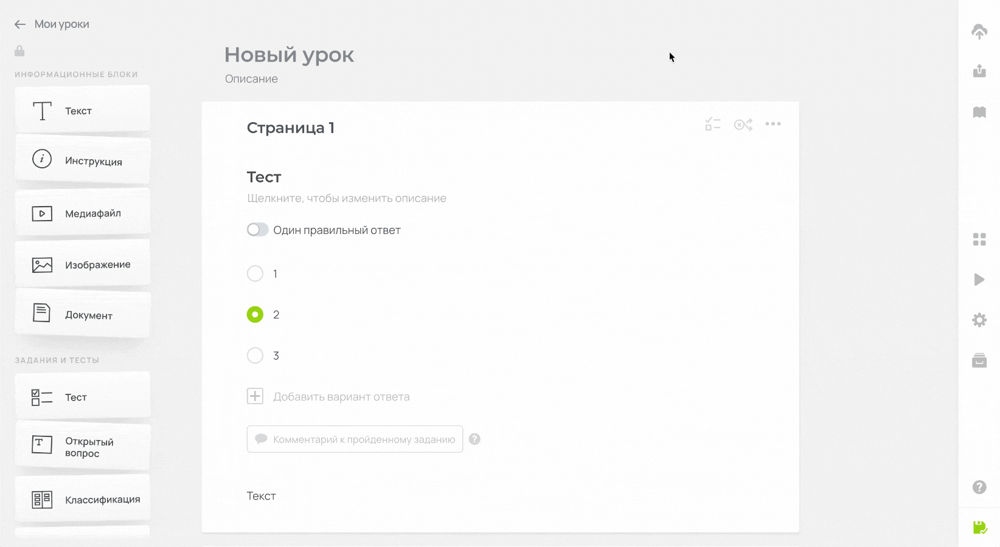 Мои уроки
ИНФОРМАЦИОННЫЕ БЛОКИ
Текст
Инструкция
Медиафайл
Изображение
Документ
ЗАДАНИЯ И ТЕСТЫ
Тест
Открытый
вопрос
Классификация
Новый урок
Описание
Страница 1
Тест
Щелкните, чтобы изменить описание
Один правильный ответ
1
2
3
Добавить вариант ответа
Комментарий к пройденному заданию
Текст